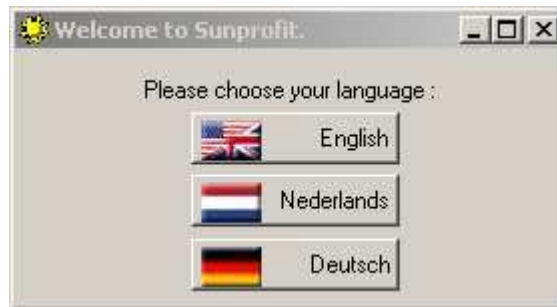 Welcome to Sunprofit.
Please choose your language :
English
Nederlands
Deutsch